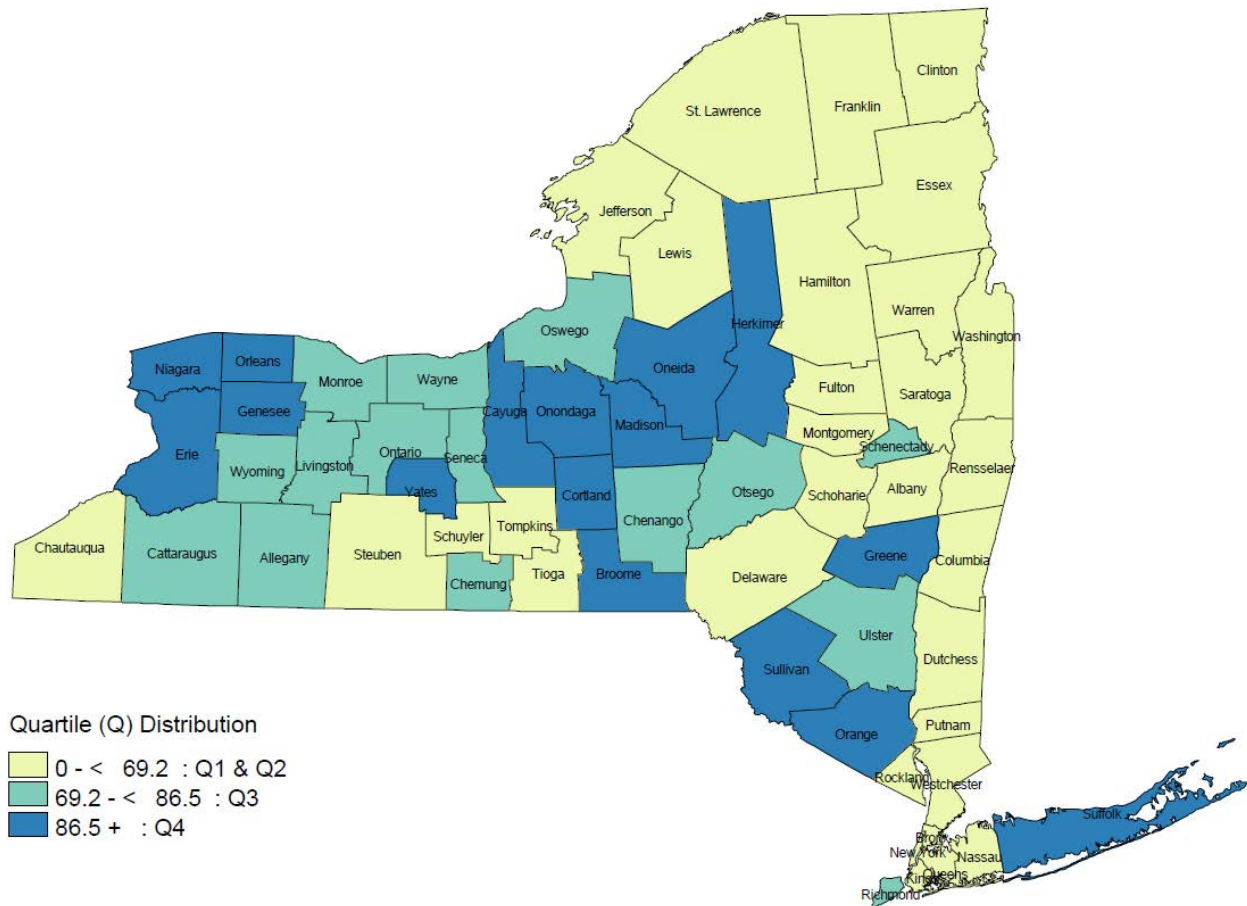 Clinton
Franklin
St. Lawrence
Essex
Jefferson
Lewis
Hamilton
Warren
Herkimer
Oswego
Washington
Oneida
Orleans
Niagara
Monroe
Wayne
Fulton
Saratoga
Genesee
Cayuga
Onondaga
Madison
Montgomery
Schenectady
Erie
Ontario
Seneca
Livingston
Wyoming
Rensselaer
Yates
Cortland
Otsego
Schoharie
Albany
Chenango
Tompkins
Schuyler
Chautauqua
Cattaraugus
Allegany
Steuben
Greene
Columbia
Chemung
Tioga
Broome
Delaware
Ulster
Dutchess
Sullivan
Quartile (Q) Distribution
0 - < 69.2 : Q1 & Q2
69.2 - < 86.5 : Q3
86.5 + : Q4
Putnam
Orange
Rockland
Westchester
Suffolk
Bronx
New York
Nassau
Queens
Kings
Richmond